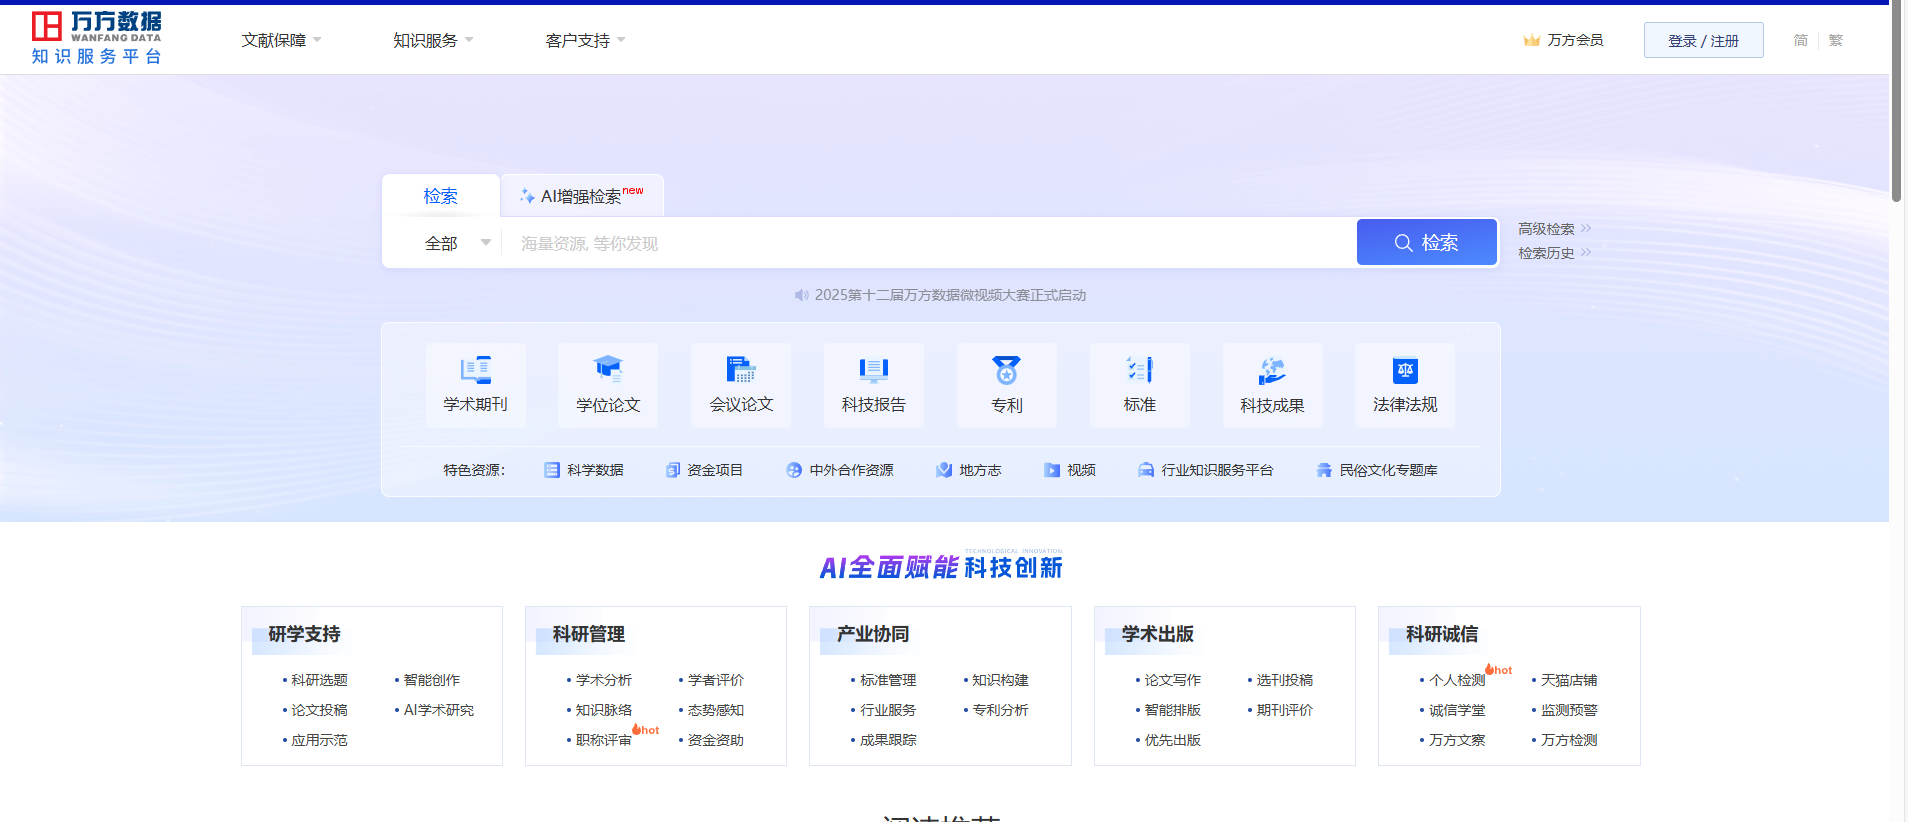 万方数据
WANFANG DATA
知识服务平台
文献保障
知识服务
客户支持
万方会员
登录 / 注册
简
繁
检索
AI增强检索new
全部
海量资源, 等你发现
检索
高级检索
检索历史
2025第十二届万方数据微视频大赛正式启动
学术期刊
学位论文
会议论文
科技报告
专利
标准
科技成果
法律法规
特色资源：
科学数据
资金项目
中外合作资源
地方志
视频
行业知识服务平台
民俗文化专题库
TECHNOLOGICAL INNOVATION
AI全面赋能 科技创新
研学支持
科研选题
智能创作
论文投稿
AI学术研究
应用示范
科研管理
学术分析
学者评价
知识脉络
态势感知
职称评审hot
资金资助
产业协同
标准管理
知识构建
行业服务
专利分析
成果跟踪
学术出版
论文写作
选刊投稿
智能排版
期刊评价
优先出版
科研诚信
个人检测hot
天猫店铺
诚信学堂
监测预警
万方文察
万方检测